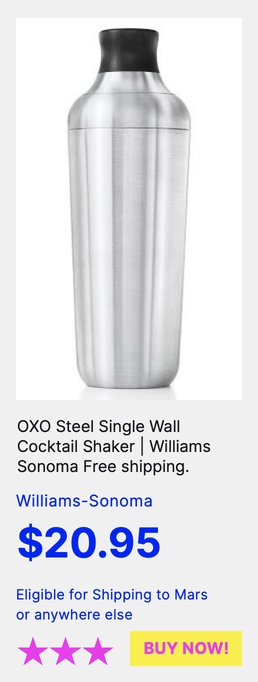 OXO Steel Single Wall
Cocktail Shaker | Williams
Sonoma Free shipping.
Williams-Sonoma
$20.95
Eligible for Shipping to Mars
or anywhere else
BUY NOW!